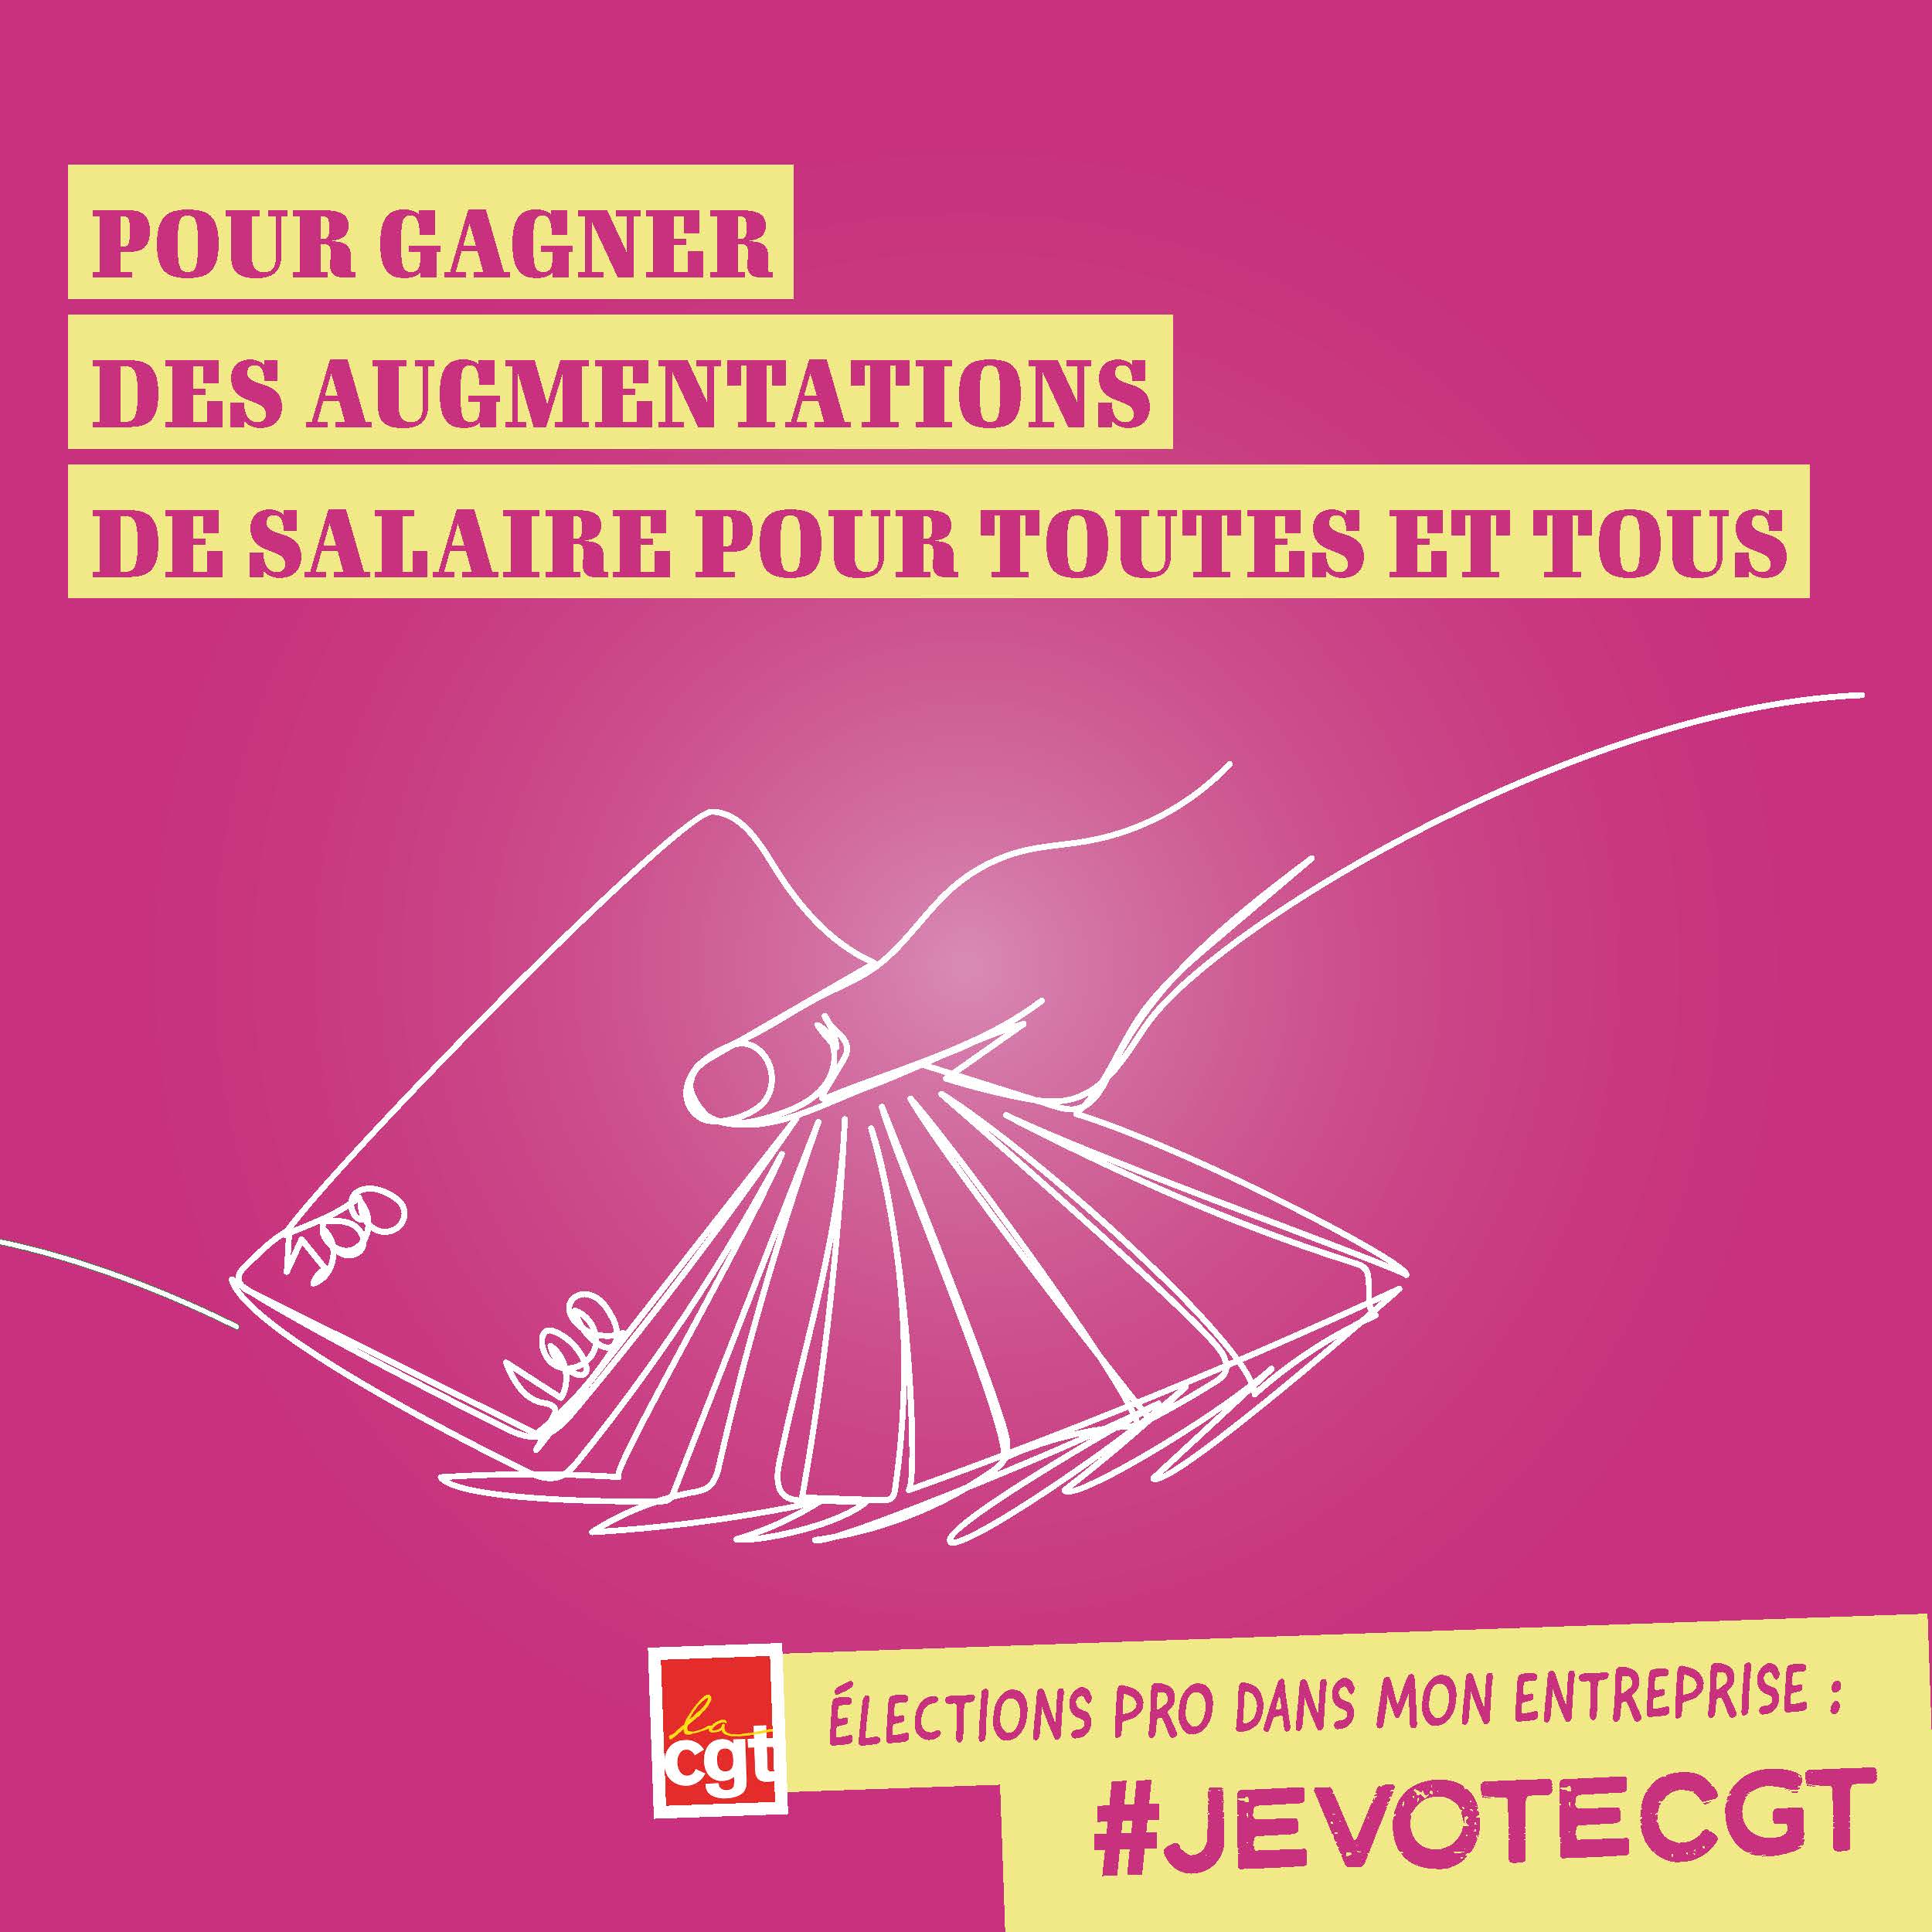 POUR GAGNER
DES AUGMENTATIONS
DE SALAIRE POUR TOUTES ET TOUS
100
100
la
cgt
ÉLECTIONS PRO DANS MON ENTREPRISE :
#JEVOTECGT